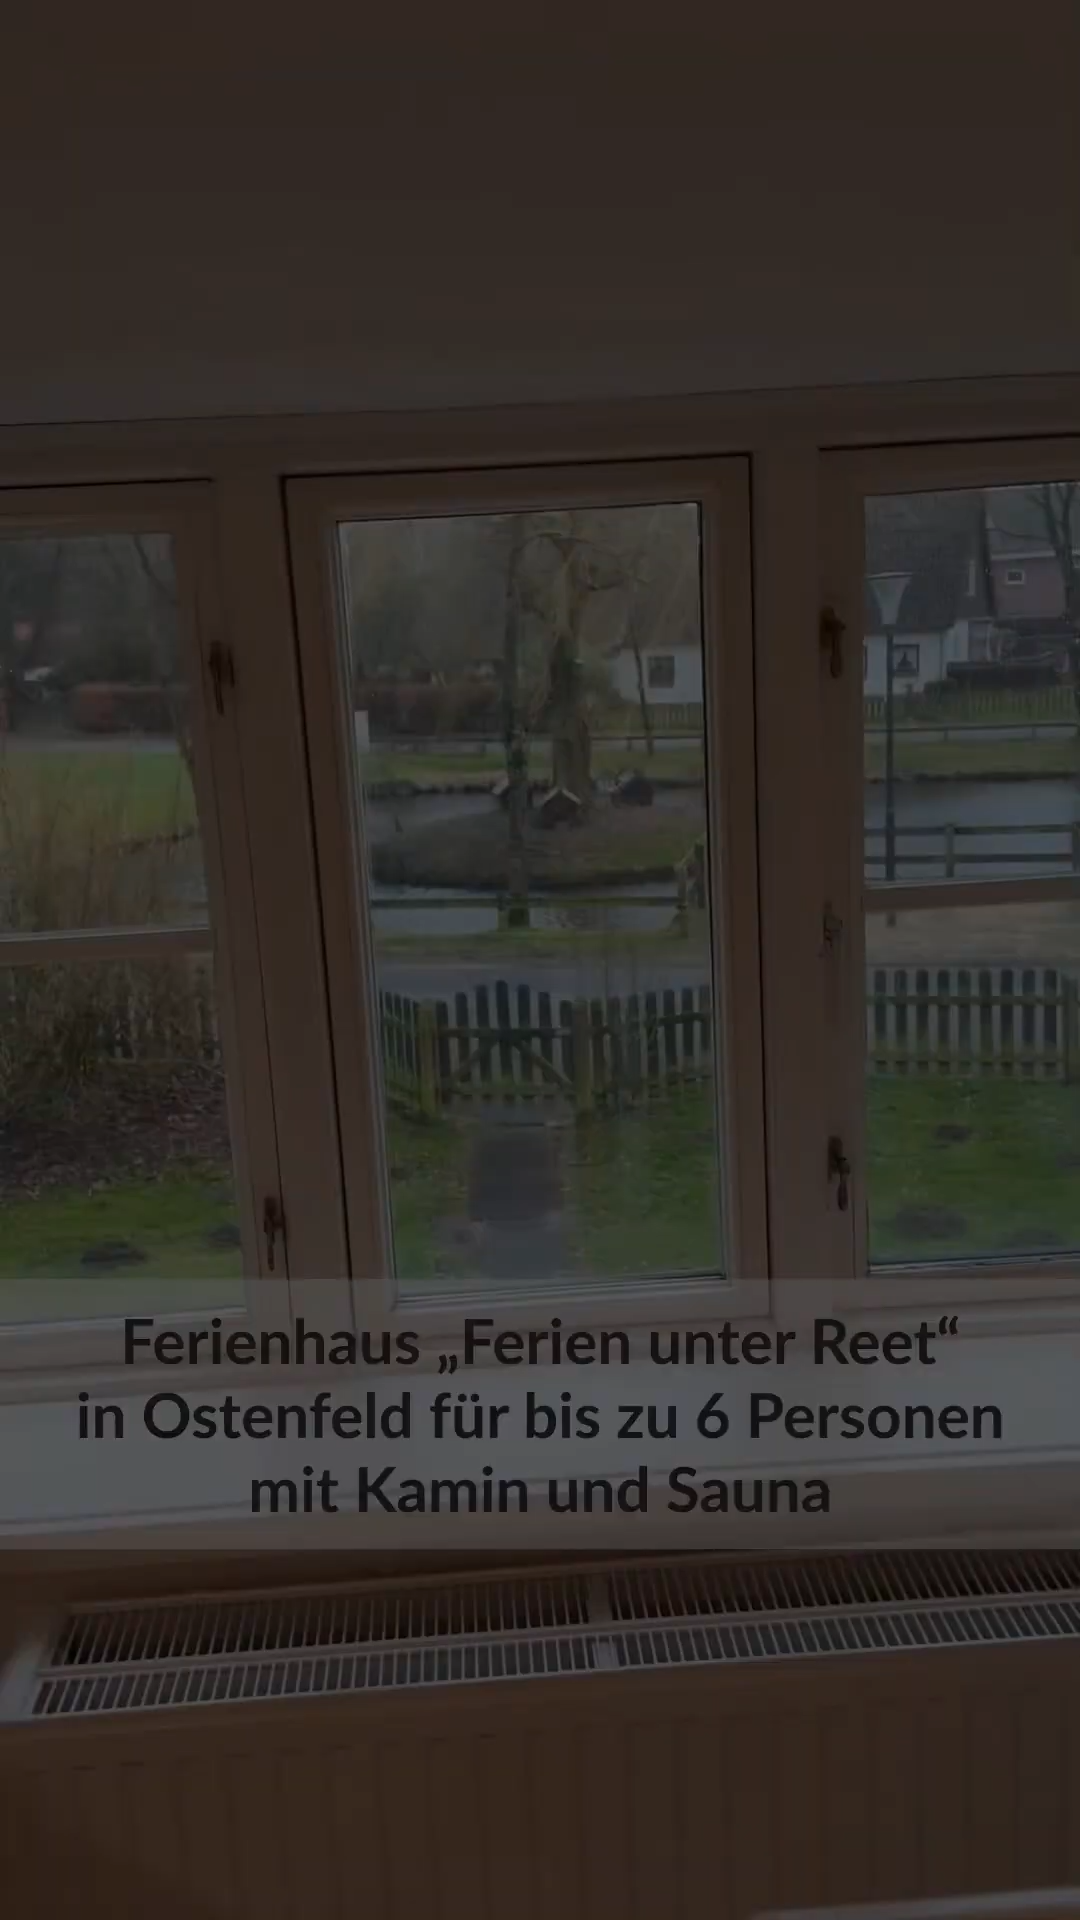 Ferienhaus „Ferien unter Reet“
in Ostenfeld für bis zu 6 Personen
mit Kamin und Sauna